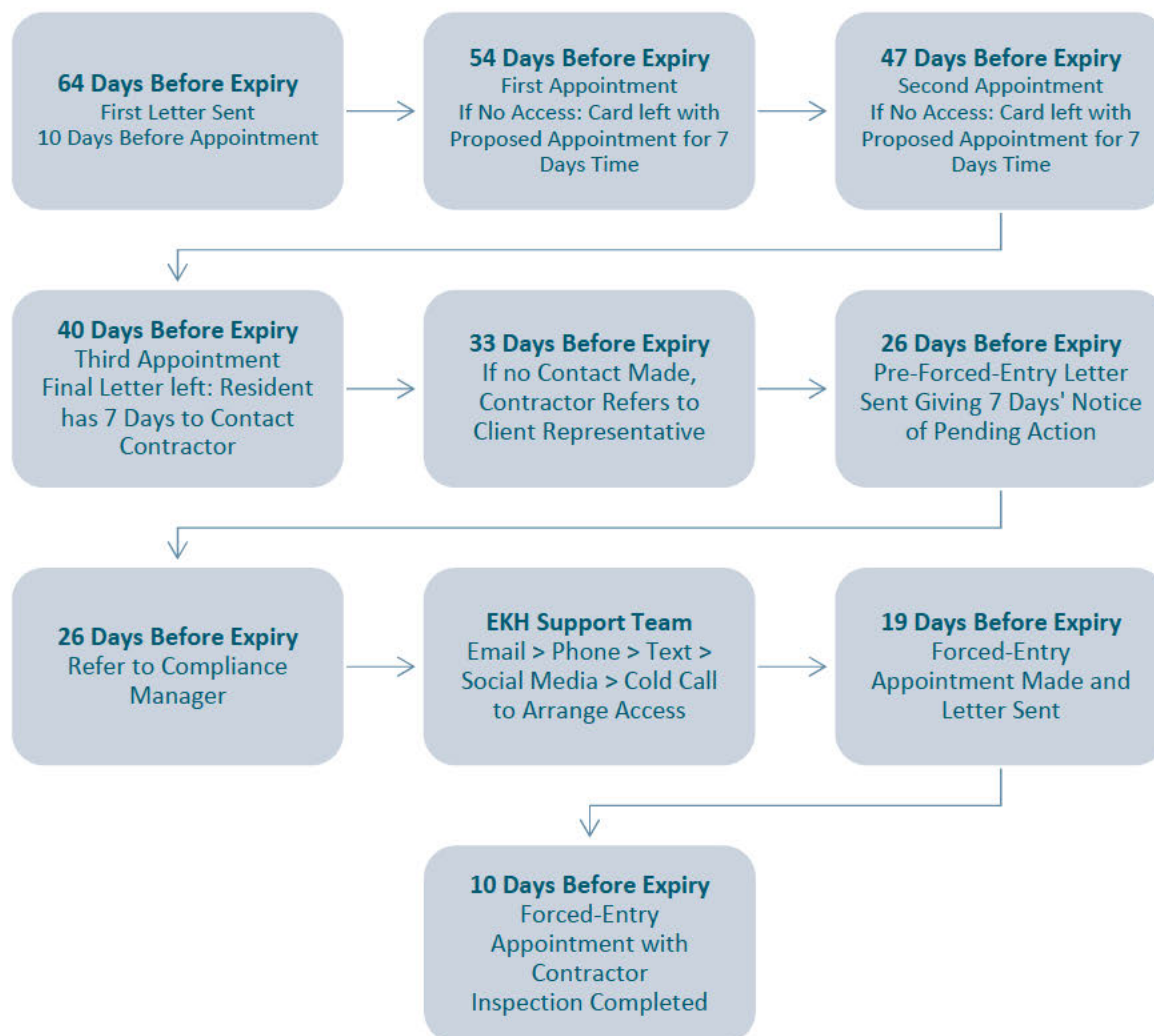 64 Days Before Expiry
First Letter Sent
10 Days Before Appointment
54 Days Before Expiry
First Appointment
If No Access: Card left with
Proposed Appointment for 7
Days Time
47 Days Before Expiry
Second Appointment
If No Access: Card left with
Proposed Appointment for 7
Days Time
40 Days Before Expiry
Third Appointment
Final Letter left: Resident
has 7 Days to Contact
Contractor
33 Days Before Expiry
If no Contact Made,
Contractor Refers to
Client Representative
26 Days Before Expiry
Pre-Forced-Entry Letter
Sent Giving 7 Days' Notice
of Pending Action
26 Days Before Expiry
Refer to Compliance
Manager
EKH Support Team
Email > Phone > Text >
Social Media > Cold Call
to Arrange Access
19 Days Before Expiry
Forced-Entry
Appointment Made and
Letter Sent
10 Days Before Expiry
Forced-Entry
Appointment with
Contractor
Inspection Completed